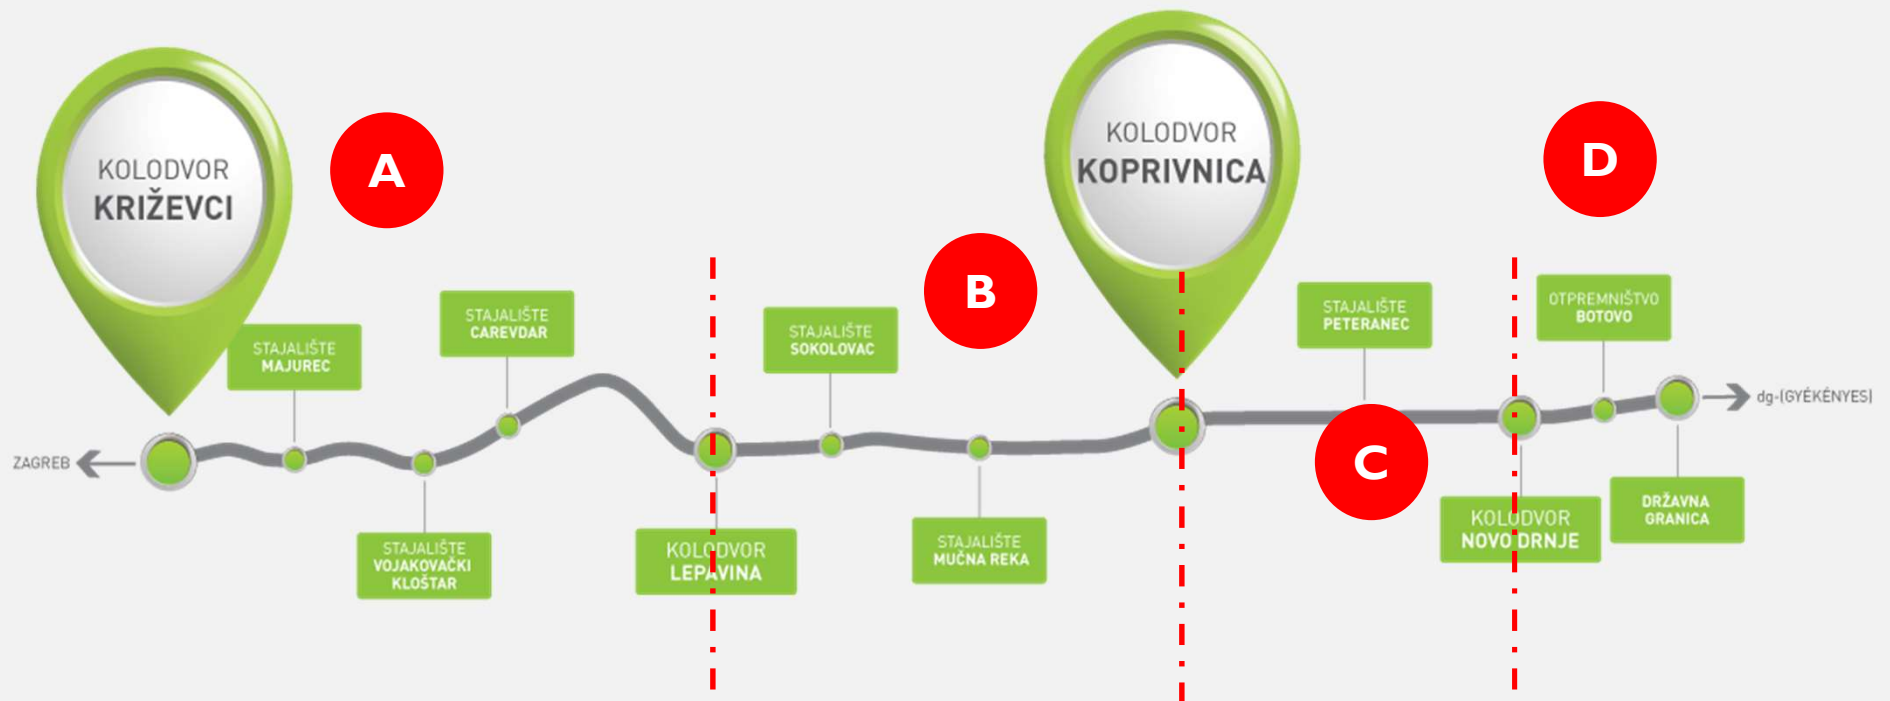 KOLODVOR
KRIŽEVCI
A
ZAGREB
STAJALIŠTE
MAJUREC
STAJALIŠTE
VOJAKOVAČKI
KLOŠTAR
STAJALIŠTE
CAREVDAR
KOLODVOR
LEPAVINA
STAJALIŠTE
SOKOLOVAC
B
STAJALIŠTE
MUČNA REKA
KOLODVOR
KOPRIVNICA
STAJALIŠTE
PETERANEC
C
KOLODVOR
NOVO DRNJE
D
OTPREMNIŠTVO
BOTOVO
DRŽAVNA
GRANICA
dg-(GYÉKÉNYES)